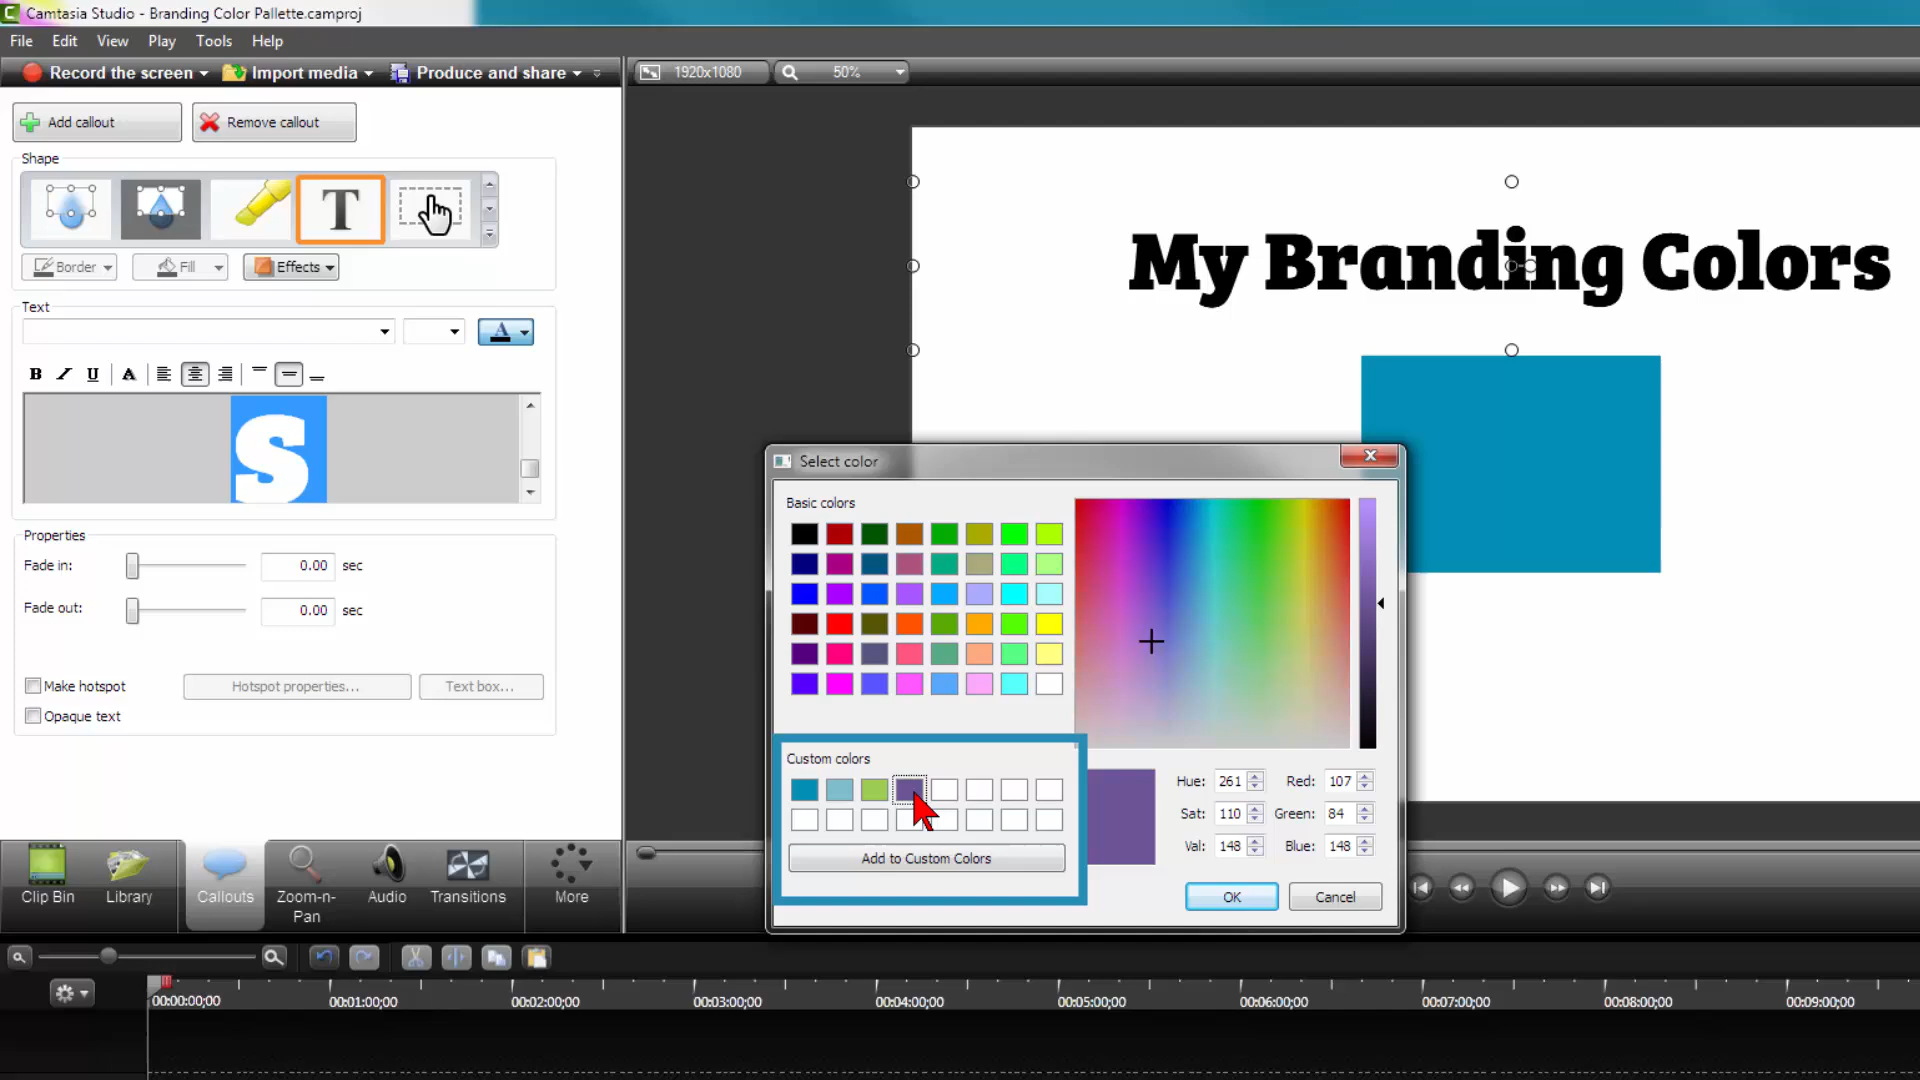 Camtasia Studio - Branding Color Pallette.camproj
File Edit View Play Tools Help
Record the screen Import media Produce and share
1920x1080 50%
Add callout Remove callout
Shape
T
Border Fill Effects
Text
A
B I U A
S
Properties
Fade in: 0.00 sec
Fade out: 0.00 sec
Make hotspot Hotspot properties... Text box...
Opaque text
My Branding Colors
Select color
Basic colors
Custom colors
Add to Custom Colors
Hue: 261 Red: 107
Sat: 110 Green: 84
Val: 148 Blue: 148
OK Cancel
Clip Bin Library Callouts Zoom-n-Pan Audio Transitions More
00:00:00;00 00:01:00;00 00:02:00;00 00:03:00;00 00:04:00;00 00:05:00;00 00:06:00;00 00:07:00;00 00:08:00;00 00:09:00;00